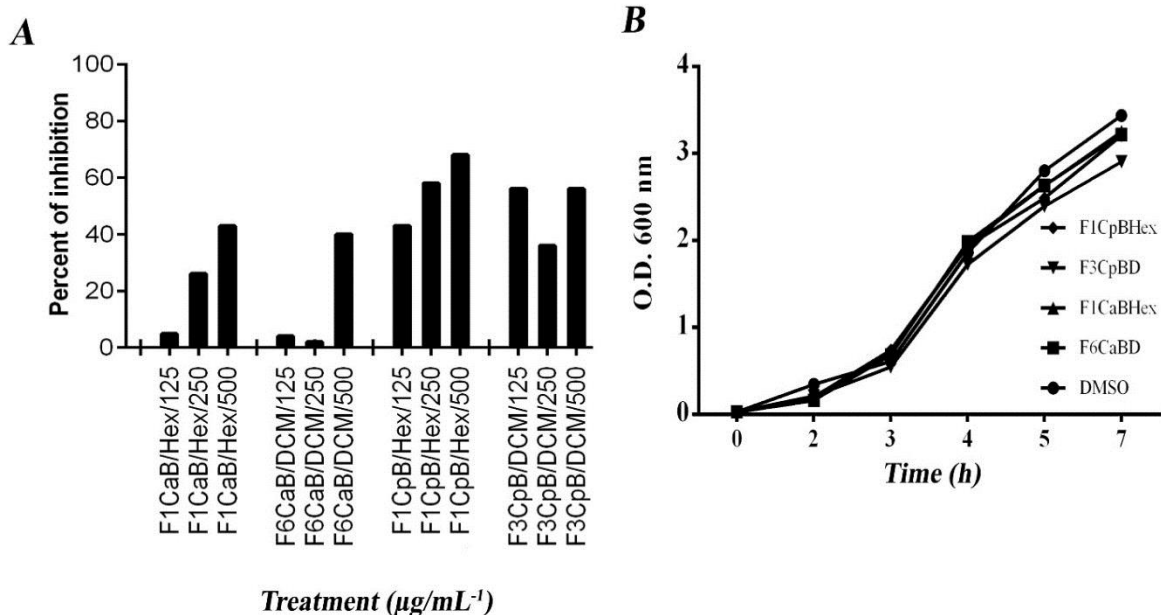 A
Percent of inhibition
100
80
60
40
20
0
F1CaB/Hex/125
F1CaB/Hex/250
F1CaB/Hex/500
F6CaB/DCM/125
F6CaB/DCM/250
F6CaB/DCM/500
F1CpB/Hex/125
F1CpB/Hex/250
F1CpB/Hex/500
F3CpB/DCM/125
F3CpB/DCM/250
F3CpB/DCM/500
Treatment (µg/mL⁻¹)
B
O.D. 600 nm
4
3
2
1
0
0 2 3 4 5 7
Time (h)
F1CpBHex
F3CpBD
F1CaBHex
F6CaBD
DMSO